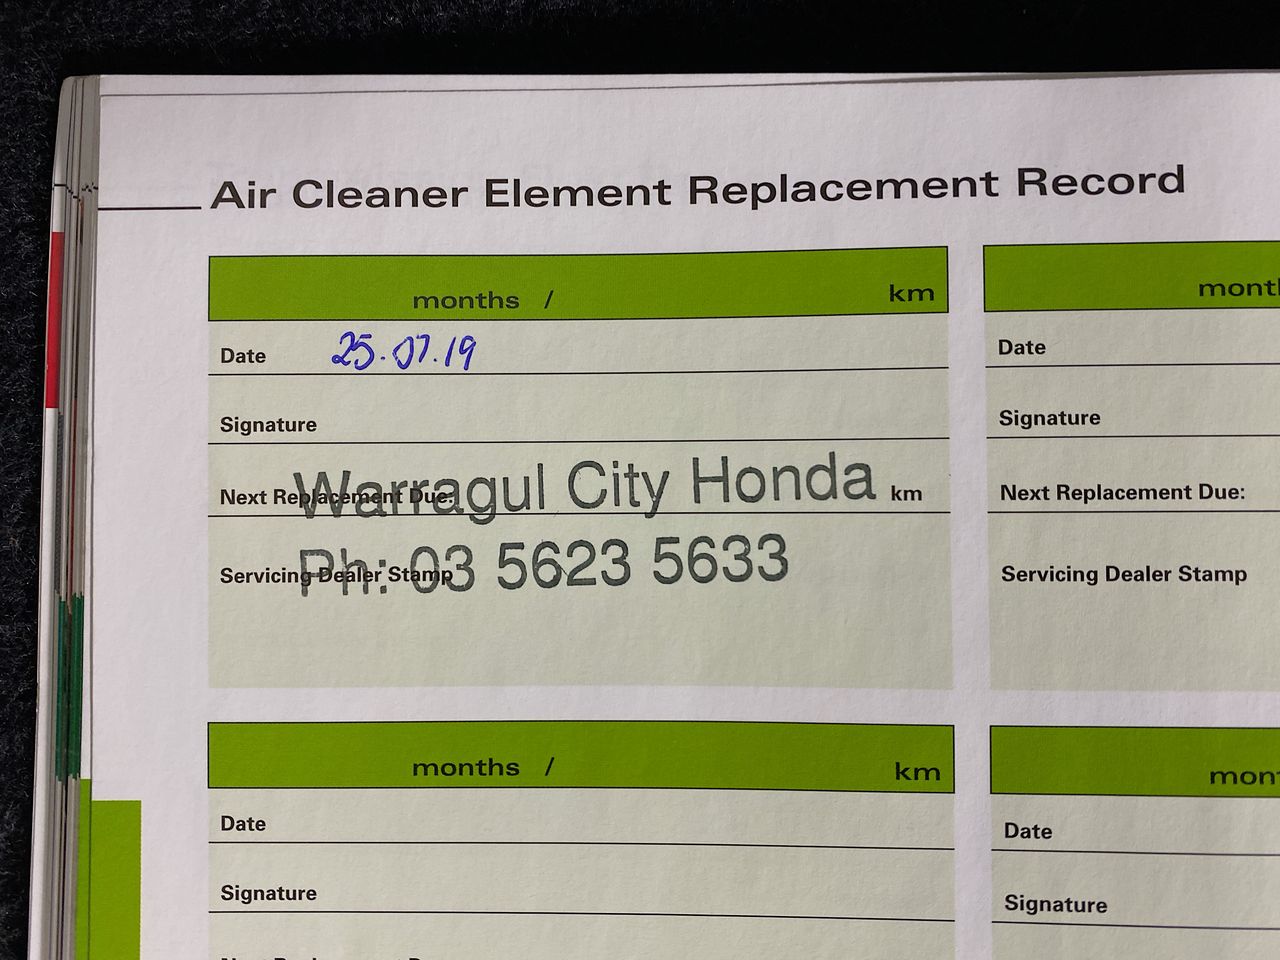 Air Cleaner Element Replacement Record
months / km
Date 25.07.19
Signature
Next Replacement Due: km
Warragul City Honda
Servicing Dealer Stamp
Ph: 03 5623 5633
months / km
Date
Signature
Date
Signature
Next Replacement Due:
Servicing Dealer Stamp
Date
Signature